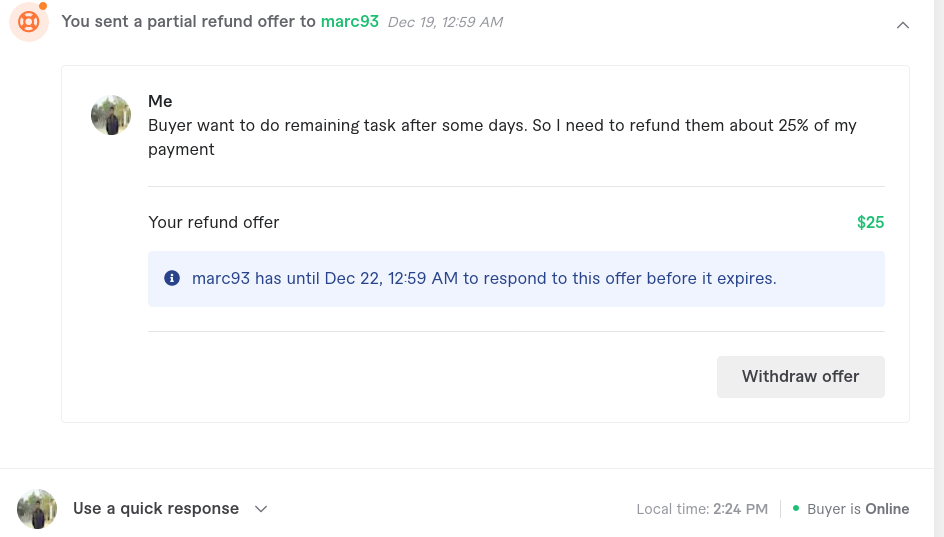 You sent a partial refund offer to marc93 Dec 19, 12:59 AM
Me
Buyer want to do remaining task after some days. So I need to refund them about 25% of my
payment
Your refund offer $25
marc93 has until Dec 22, 12:59 AM to respond to this offer before it expires.
Withdraw offer
Use a quick response Local time: 2:24 PM Buyer is Online